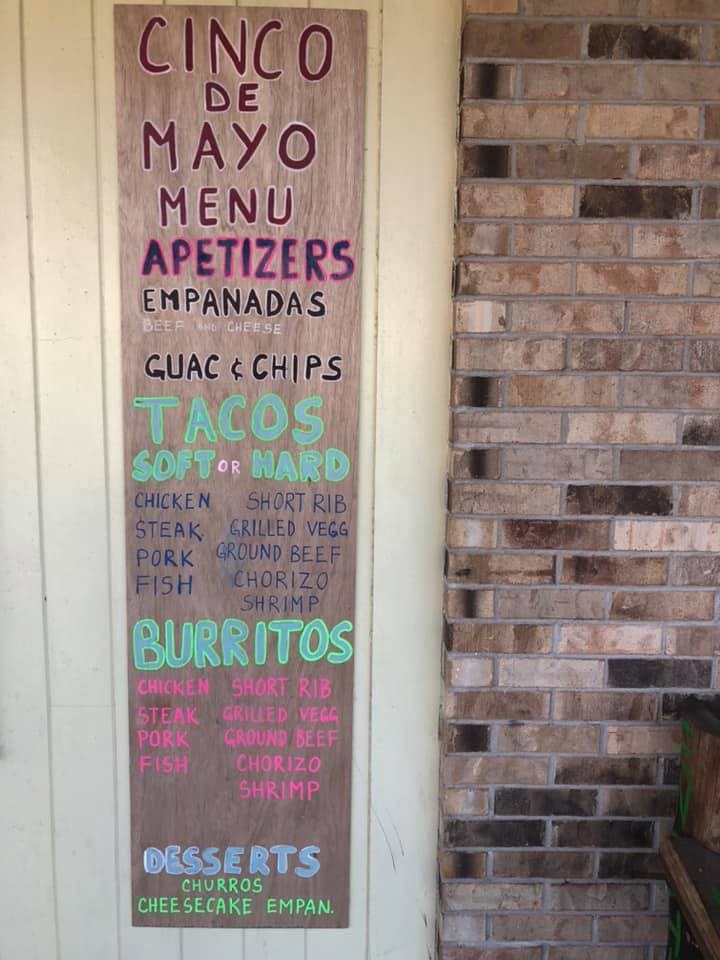 CINCO
DE
MAYO
MENU
APETIZERS
EMPANADAS
BEEF AND CHEESE
GUAC & CHIPS
TACOS
SOFT OR HARD
CHICKEN SHORT RIB
STEAK GRILLED VEGG
PORK GROUND BEEF
FISH CHORIZO
SHRIMP
BURRITOS
CHICKEN SHORT RIB
STEAK GRILLED VEGG
PORK GROUND BEEF
FISH CHORIZO
SHRIMP
DESSERTS
CHURROS
CHEESECAKE EMPAN.